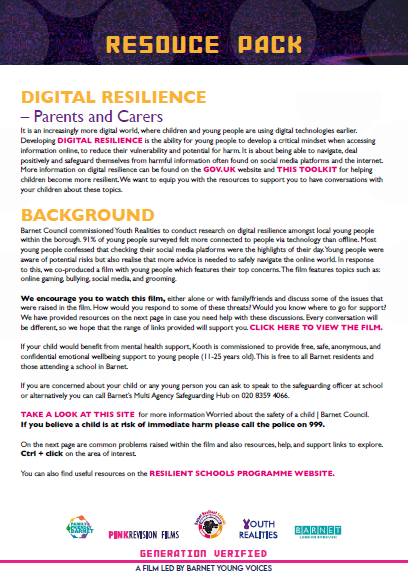 RESOUCE PACK
DIGITAL RESILIENCE
– Parents and Carers
It is an increasingly more digital world, where children and young people are using digital technologies earlier.
Developing DIGITAL RESILIENCE is the ability for young people to develop a critical mindset when accessing
information online, to reduce their vulnerability and potential for harm. It is about being able to navigate, deal
positively and safeguard themselves from harmful information often found on social media platforms and the internet.
More information on digital resilience can be found on the GOV.UK website and THIS TOOLKIT for helping
children become more resilient. We want to equip you with the resources to support you to have conversations with
your children about these topics.
BACKGROUND
Barnet Council commissioned Youth Realities to conduct research on digital resilience amongst local young people
within the borough. 91% of young people surveyed felt more connected to people via technology than offline. Most
young people confessed that checking their social media platforms were the highlights of their day. Young people were
aware of potential risks but also realise that more advice is needed to safely navigate the online world. In response
to this, we co-produced a film with young people which features their top concerns. The film features topics such as:
online gaming, bullying, social media, and grooming.
We encourage you to watch this film, either alone or with family/friends and discuss some of the issues that
were raised in the film. How would you respond to some of these threats? Would you know where to go for support?
We have provided resources on the next page in case you need help with these discussions. Every conversation will
be different, so we hope that the range of links provided will support you. CLICK HERE TO VIEW THE FILM.
If your child would benefit from mental health support, Kooth is commissioned to provide free, safe, anonymous, and
confidential emotional wellbeing support to young people (11-25 years old). This is free to all Barnet residents and
those attending a school in Barnet.
If you are concerned about your child or any young person you can ask to speak to the safeguarding officer at school
or alternatively you can call Barnet's Multi Agency Safeguarding Hub on 020 8359 4066.
TAKE A LOOK AT THIS SITE for more information Worried about the safety of a child | Barnet Council.
If you believe a child is at risk of immediate harm please call the police on 999.
On the next page are common problems raised within the film and also resources, help, and support links to explore.
Ctrl + click on the area of interest.
You can also find useful resources on the RESILIENT SCHOOLS PROGRAMME WEBSITE.
FAMILY
FRIENDLY
BARNET
PUNKREVISION FILMS
YOUTH
REALITIES
BARNET
LONDON BOROUGH
GENERATION VERIFIED
A FILM LED BY BARNET YOUNG VOICES